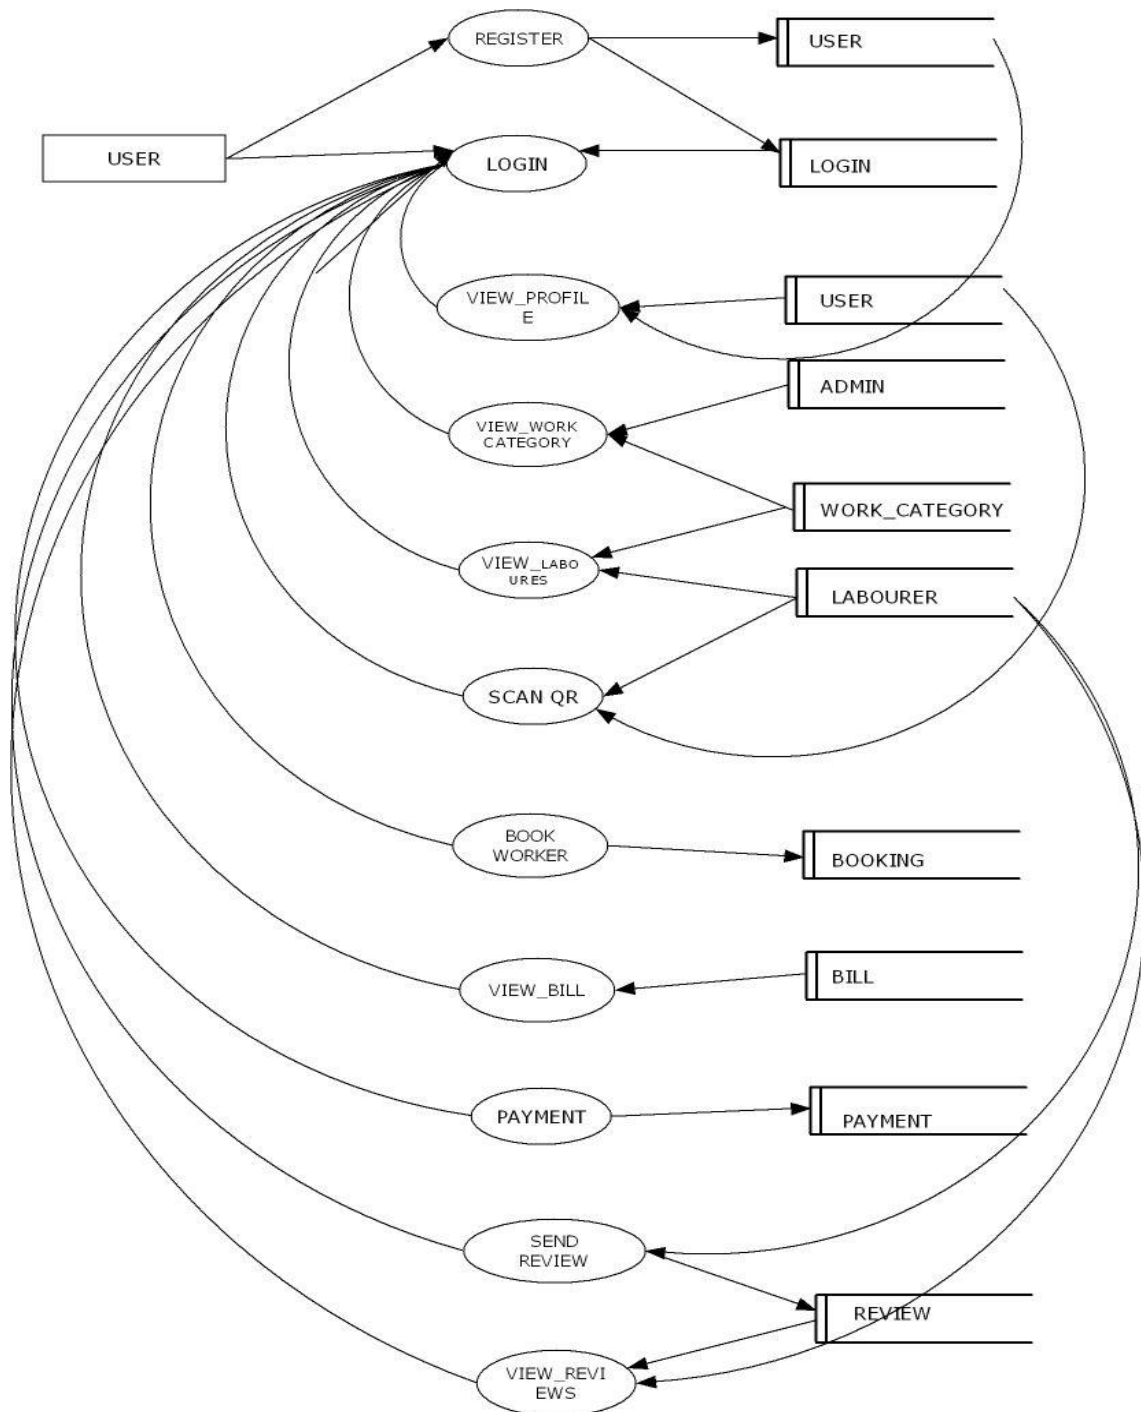 REGISTER
USER
USER
LOGIN
LOGIN
VIEW_PROFIL
E
USER
ADMIN
VIEW_WORK
CATEGORY
WORK_CATEGORY
VIEW_LABO
URES
LABOURER
SCAN QR
BOOK
WORKER
BOOKING
VIEW_BILL
BILL
PAYMENT
PAYMENT
SEND
REVIEW
REVIEW
VIEW_REVI
EWS